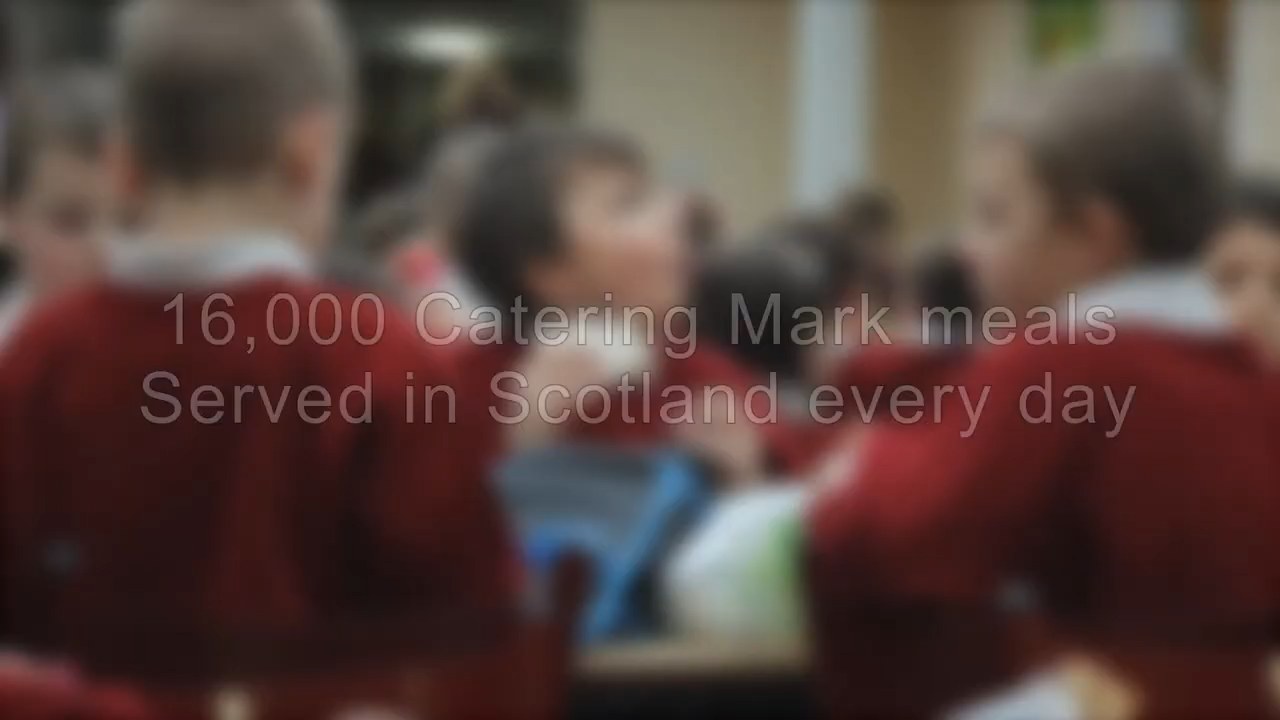 16,000 Catering Mark meals
Served in Scotland every day